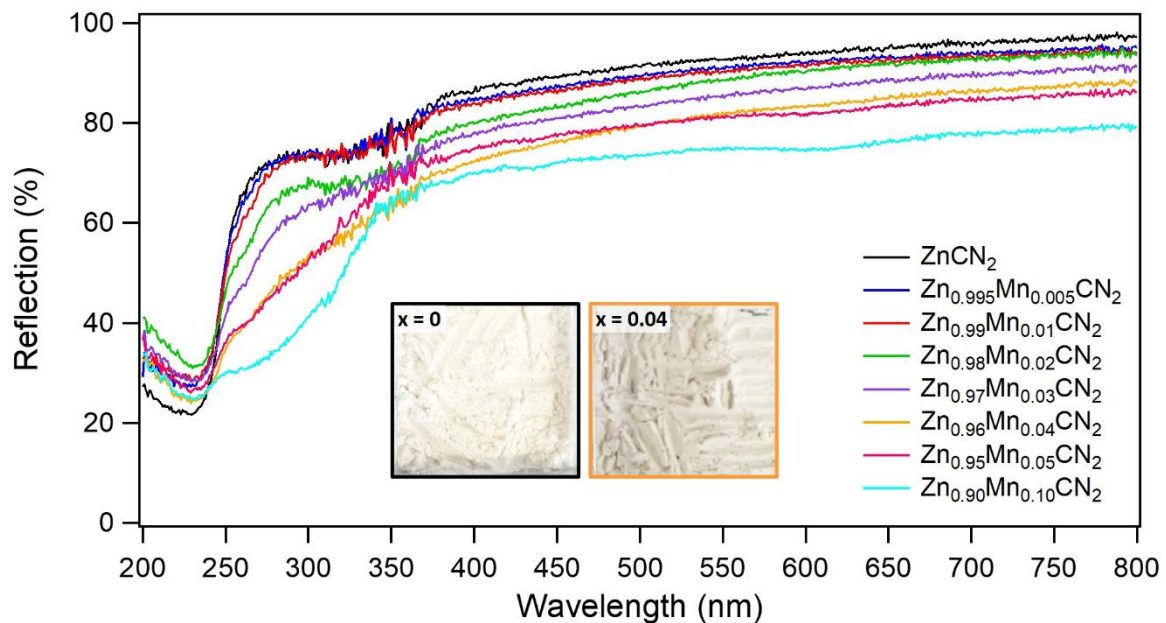 100
80
60
40
20
0
Reflection (%)
x = 0
x = 0.04
ZnCN₂
Zn₀.₉₉₅Mn₀.₀₀₅CN₂
Zn₀.₉₉Mn₀.₀₁CN₂
Zn₀.₉₈Mn₀.₀₂CN₂
Zn₀.₉₇Mn₀.₀₃CN₂
Zn₀.₉₆Mn₀.₀₄CN₂
Zn₀.₉₅Mn₀.₀₅CN₂
Zn₀.₉₀Mn₀.₁₀CN₂
200 250 300 350 400 450 500 550 600 650 700 750 800
Wavelength (nm)